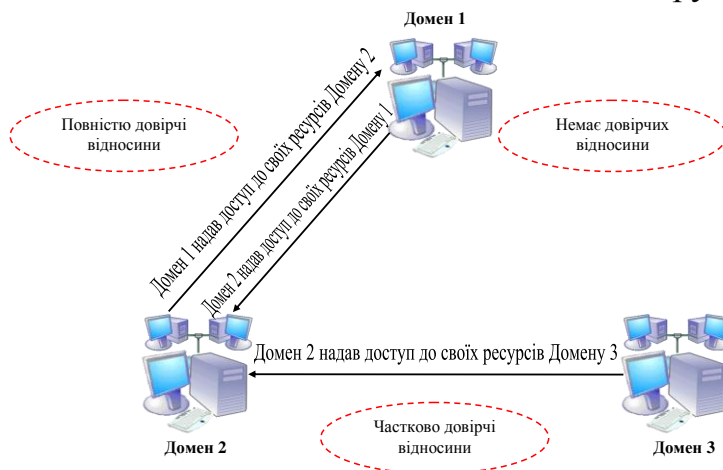 ру
Домен 1
Повністю довірчі
відносини
Немає довірчих
відносини
Домен 1 надав доступ до своїх ресурсів Домену 2
Домен 2 надав доступ до своїх ресурсів Домену 1
Домен 2 надав доступ до своїх ресурсів Домену 3
Домен 2
Частково довірчі
відносини
Домен 3